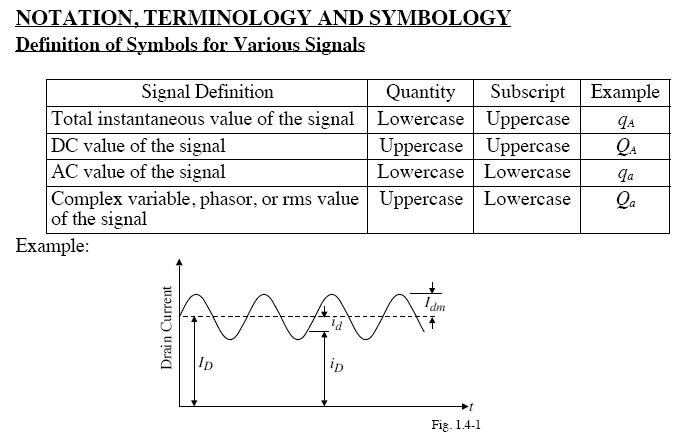 NOTATION, TERMINOLOGY AND SYMBOLOGY
Definition of Symbols for Various Signals
Signal Definition Quantity Subscript Example
Total instantaneous value of the signal Lowercase Uppercase qA
DC value of the signal Uppercase Uppercase QA
AC value of the signal Lowercase Lowercase qa
Complex variable, phasor, or rms value Uppercase Lowercase Qa
of the signal
Example:
Drain Current
Idm
id
ID
iD
t
Fig. 1.4-1